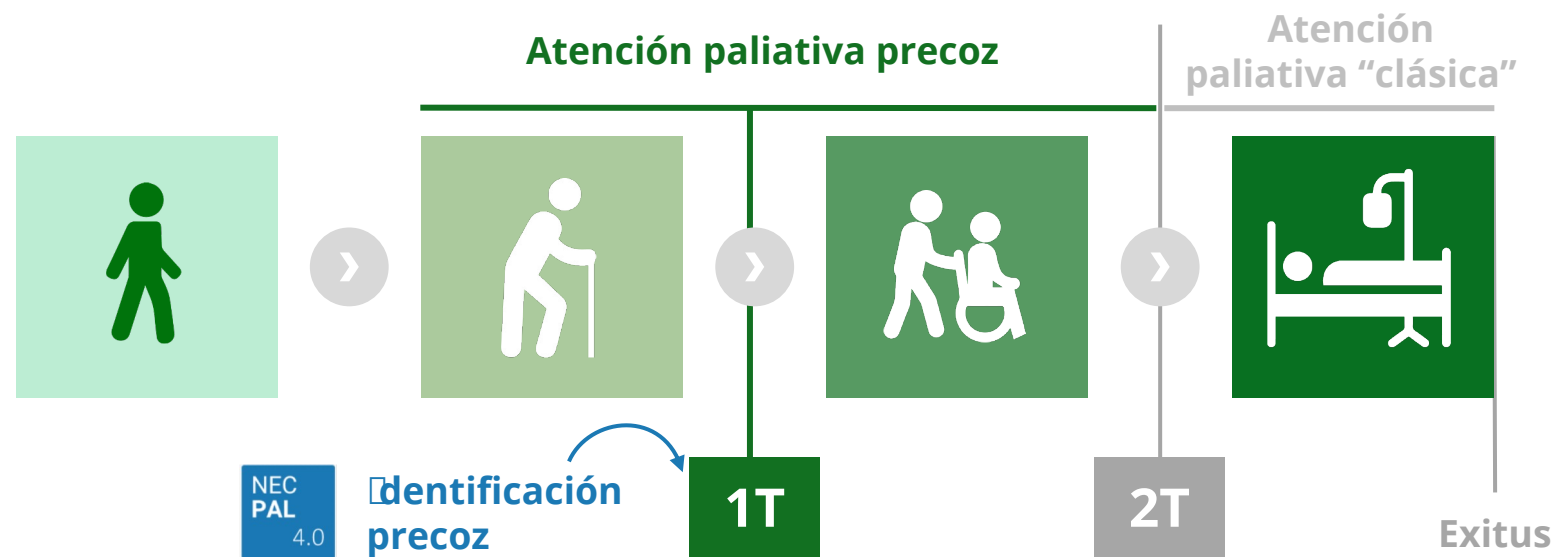 Atención paliativa precoz
Atención
paliativa “clásica”
NEC
PAL
4.0
dentificación
precoz
1T
2T
Exitus